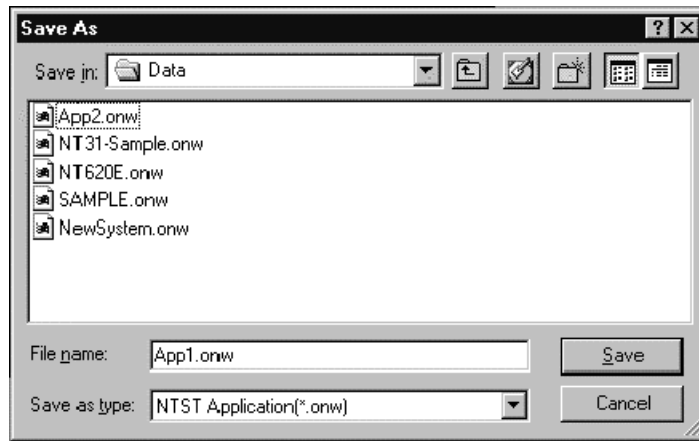 Save As
Save in: Data
App2.onw
NT31-Sample.onw
NT620E.onw
SAMPLE.onw
NewSystem.onw
File name: App1.onw Save
Save as type: NTST Application(*.onw) Cancel